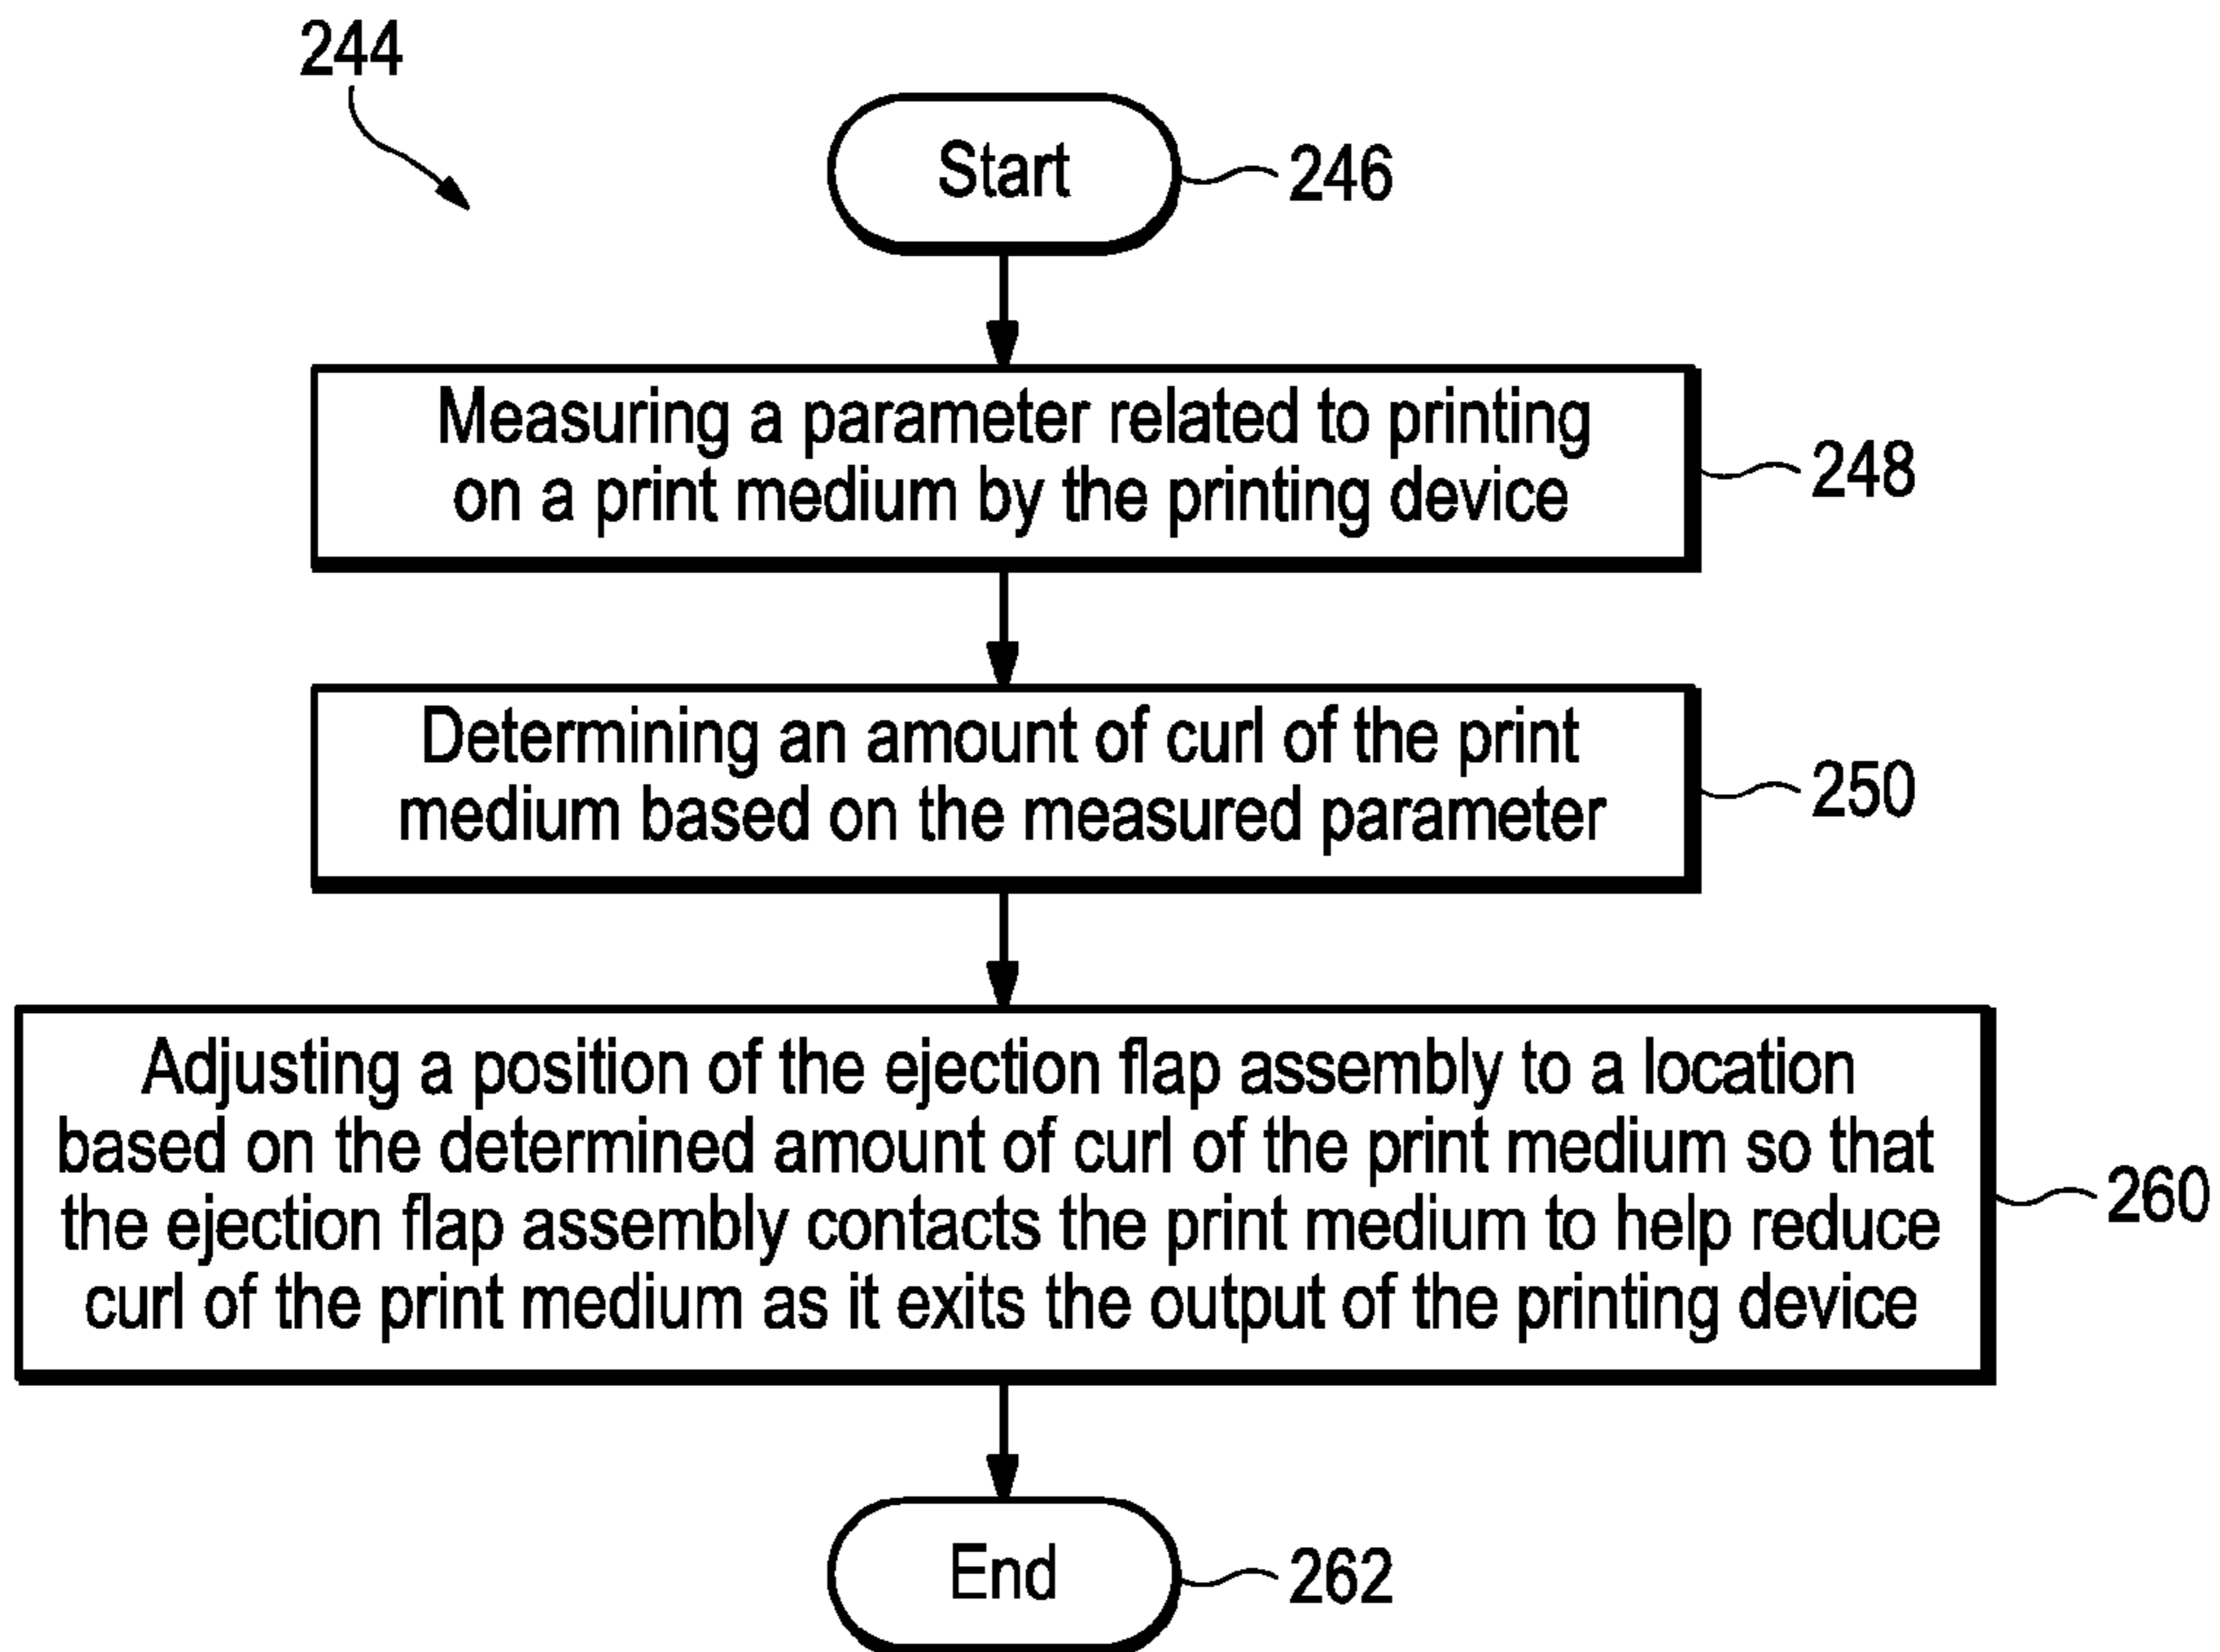 244
Start
246
Measuring a parameter related to printing
on a print medium by the printing device
248
Determining an amount of curl of the print
medium based on the measured parameter
250
Adjusting a position of the ejection flap assembly to a location
based on the determined amount of curl of the print medium so that
the ejection flap assembly contacts the print medium to help reduce
curl of the print medium as it exits the output of the printing device
260
End
262